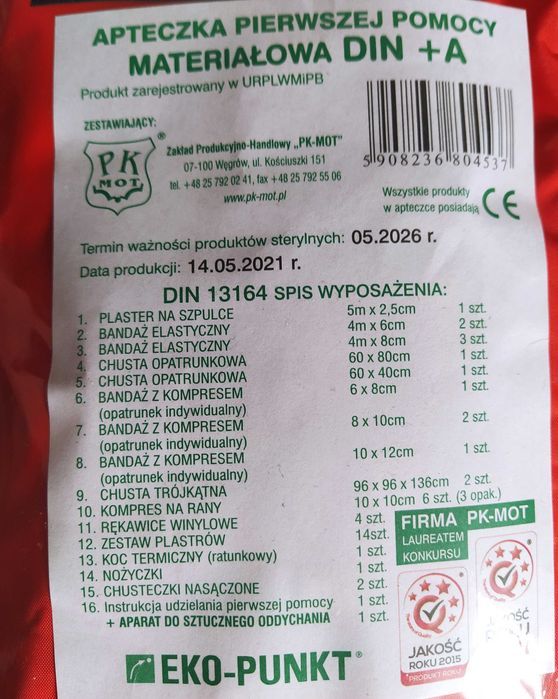 APTECZKA PIERWSZEJ POMOCY
MATERIAŁOWA DIN +A
Produkt zarejestrowany w URPLWMiPB
ZESTAWIAJĄCY:
PK
MOT
®
Zakład Produkcyjno-Handlowy „PK-MOT"
07-100 Węgrów, ul. Kościuszki 151
tel. +48 25 792 02 41, fax +48 25 792 55 06
www.pk-mot.pl
5 908236 804537
Wszystkie produkty
w apteczce posiadają CE
Termin ważności produktów sterylnych: 05.2026 r.
Data produkcji: 14.05.2021 r.
DIN 13164 SPIS WYPOSAŻENIA:
1. PLASTER NA SZPULCE 5m x 2,5cm 1 szt.
2. BANDAŻ ELASTYCZNY 4m x 6cm 2 szt.
3. BANDAŻ ELASTYCZNY 4m x 8cm 3 szt.
4. CHUSTA OPATRUNKOWA 60 x 80cm 1 szt.
5. CHUSTA OPATRUNKOWA 60 x 40cm 1 szt.
6. BANDAŻ Z KOMPRESEM 6 x 8cm 1 szt.
(opatrunek indywidualny)
7. BANDAŻ Z KOMPRESEM 8 x 10cm 2 szt.
(opatrunek indywidualny)
8. BANDAŻ Z KOMPRESEM 10 x 12cm 1 szt.
(opatrunek indywidualny)
9. CHUSTA TRÓJKĄTNA 96 x 96 x 136cm 2 szt.
10. KOMPRES NA RANY 10 x 10cm 6 szt. (3 opak.)
11. RĘKAWICE WINYLOWE 4 szt.
12. ZESTAW PLASTRÓW 14szt.
13. KOC TERMICZNY (ratunkowy) 1 szt.
14. NOŻYCZKI 1 szt.
15. CHUSTECZKI NASĄCZONE 2 szt.
16. Instrukcja udzielania pierwszej pomocy 1 szt.
+ APARAT DO SZTUCZNEGO ODDYCHANIA 1 szt.
FIRMA PK-MOT
LAUREATEM
KONKURSU
JAKOŚĆ
ROKU 2015
PRODUKT ROKU
JAKOŚĆ
ROKU
EKO-PUNKT®